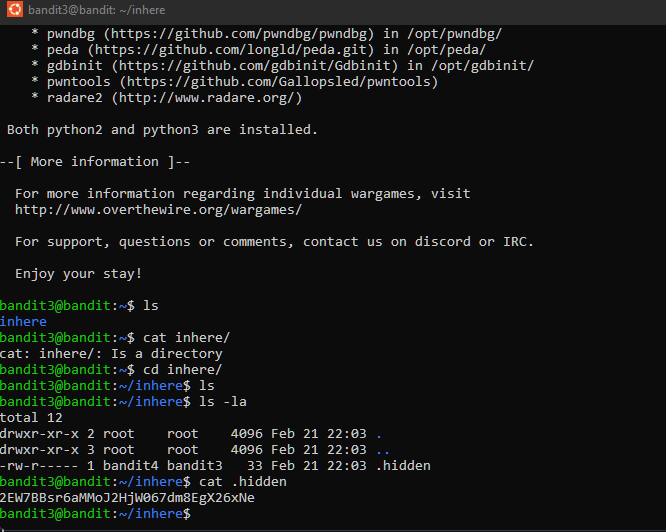 bandit3@bandit: ~/inhere
* pwndbg (https://github.com/pwndbg/pwndbg) in /opt/pwndbg/
* peda (https://github.com/longld/peda.git) in /opt/peda/
* gdbinit (https://github.com/gdbinit/Gdbinit) in /opt/gdbinit/
* pwntools (https://github.com/Gallopsled/pwntools)
* radare2 (http://www.radare.org/)
Both python2 and python3 are installed.
--[ More information ]--
For more information regarding individual wargames, visit
http://www.overthewire.org/wargames/
For support, questions or comments, contact us on discord or IRC.
Enjoy your stay!
bandit3@bandit:~$ ls
inhere
bandit3@bandit:~$ cat inhere/
cat: inhere/: Is a directory
bandit3@bandit:~$ cd inhere/
bandit3@bandit:~/inhere$ ls
bandit3@bandit:~/inhere$ ls -la
total 12
drwxr-xr-x 2 root    root    4096 Feb 21 22:03 .
drwxr-xr-x 3 root    root    4096 Feb 21 22:03 ..
-rw-r----- 1 bandit4 bandit3   33 Feb 21 22:03 .hidden
bandit3@bandit:~/inhere$ cat .hidden
2EW7BBsr6aMMoJ2HjW067dm8EgX26xNe
bandit3@bandit:~/inhere$